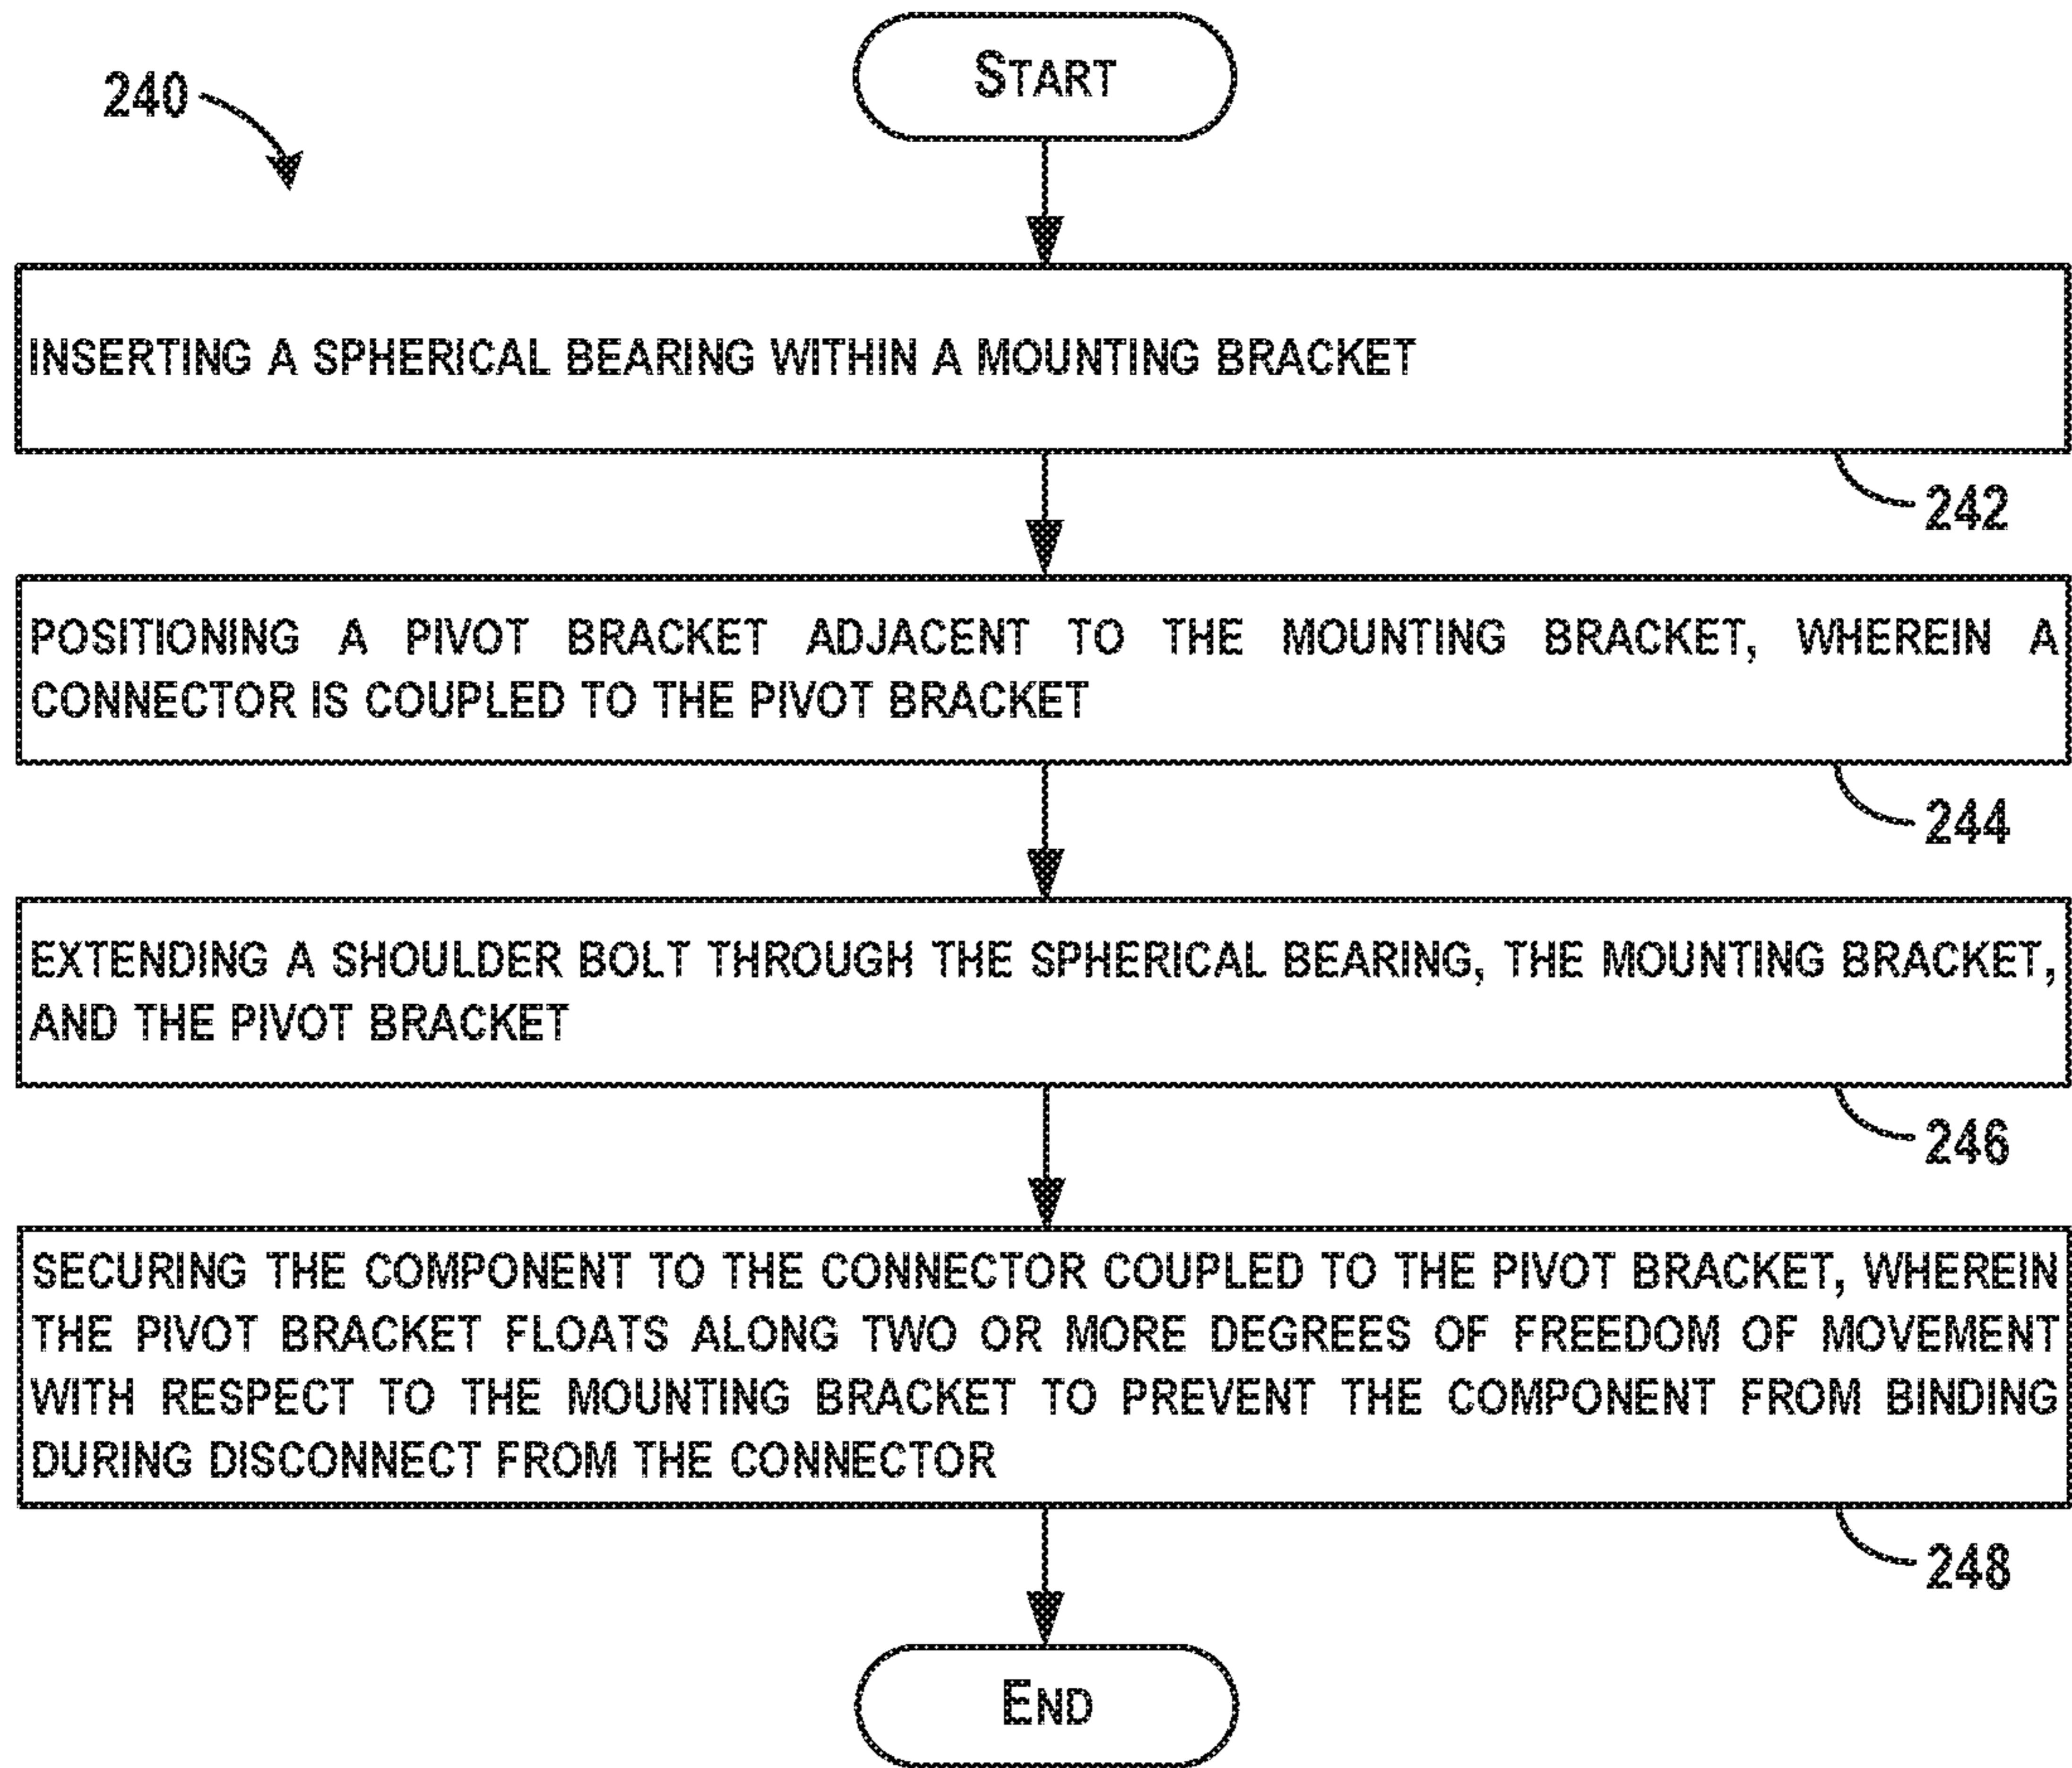 START
240
INSERTING A SPHERICAL BEARING WITHIN A MOUNTING BRACKET
242
POSITIONING A PIVOT BRACKET ADJACENT TO THE MOUNTING BRACKET, WHEREIN A
CONNECTOR IS COUPLED TO THE PIVOT BRACKET
244
EXTENDING A SHOULDER BOLT THROUGH THE SPHERICAL BEARING, THE MOUNTING BRACKET,
AND THE PIVOT BRACKET
246
SECURING THE COMPONENT TO THE CONNECTOR COUPLED TO THE PIVOT BRACKET, WHEREIN
THE PIVOT BRACKET FLOATS ALONG TWO OR MORE DEGREES OF FREEDOM OF MOVEMENT
WITH RESPECT TO THE MOUNTING BRACKET TO PREVENT THE COMPONENT FROM BINDING
DURING DISCONNECT FROM THE CONNECTOR
248
END